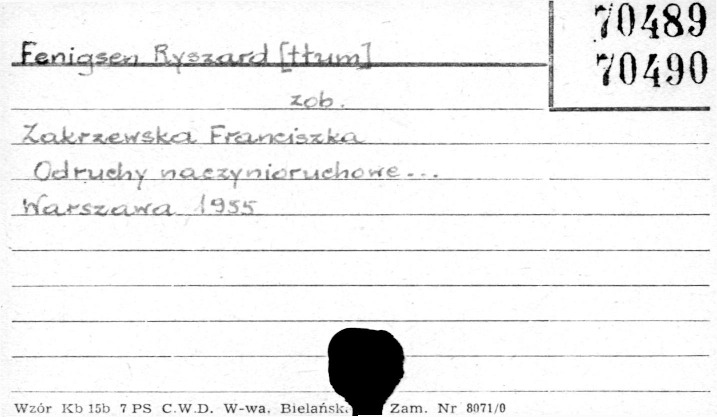 70489
70490
Fenigsen Ryszard [tłum]
zob.
Zakrzewska Franciszka
Odruchy naczynioruchowe...
Warszawa 1955
Wzór Kb 15b 7 PS C.W.D. W-wa, Zam. Nr 8071/0